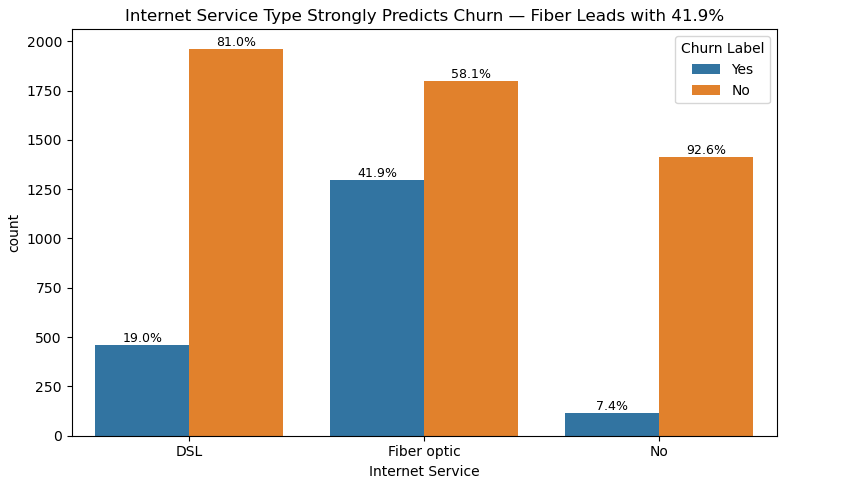 Internet Service Type Strongly Predicts Churn — Fiber Leads with 41.9%
Churn Label
Yes
No
2000
1750
1500
1250
1000
750
500
250
0
count
19.0%
81.0%
41.9%
58.1%
7.4%
92.6%
DSL
Fiber optic
No
Internet Service